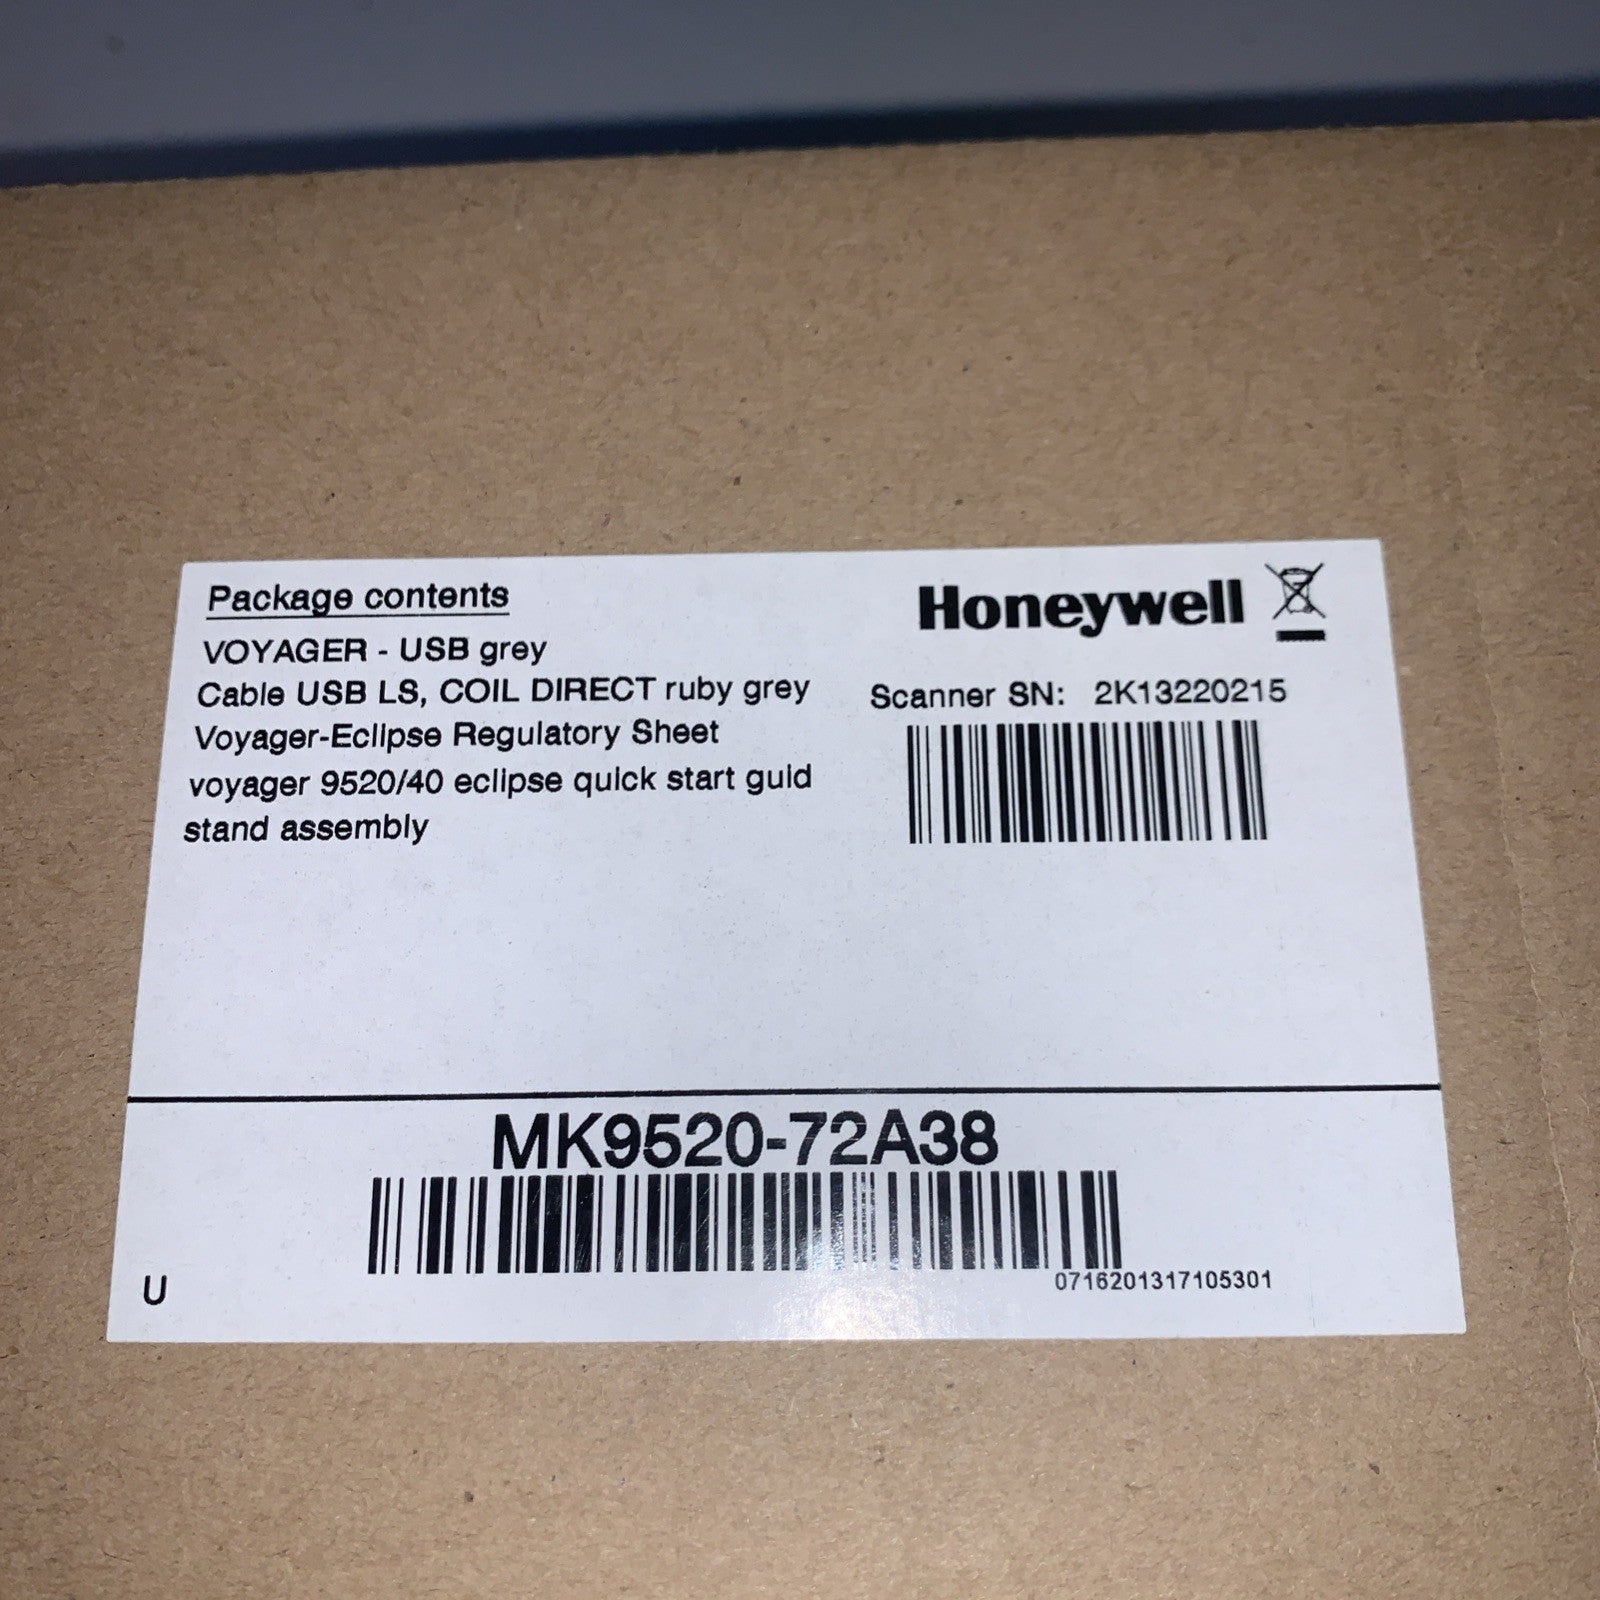 Package contents
VOYAGER - USB grey
Cable USB LS, COIL DIRECT ruby grey
Voyager-Eclipse Regulatory Sheet
voyager 9520/40 eclipse quick start guid
stand assembly
Honeywell
Scanner SN: 2K13220215
MK9520-72A38
0716201317105301
U